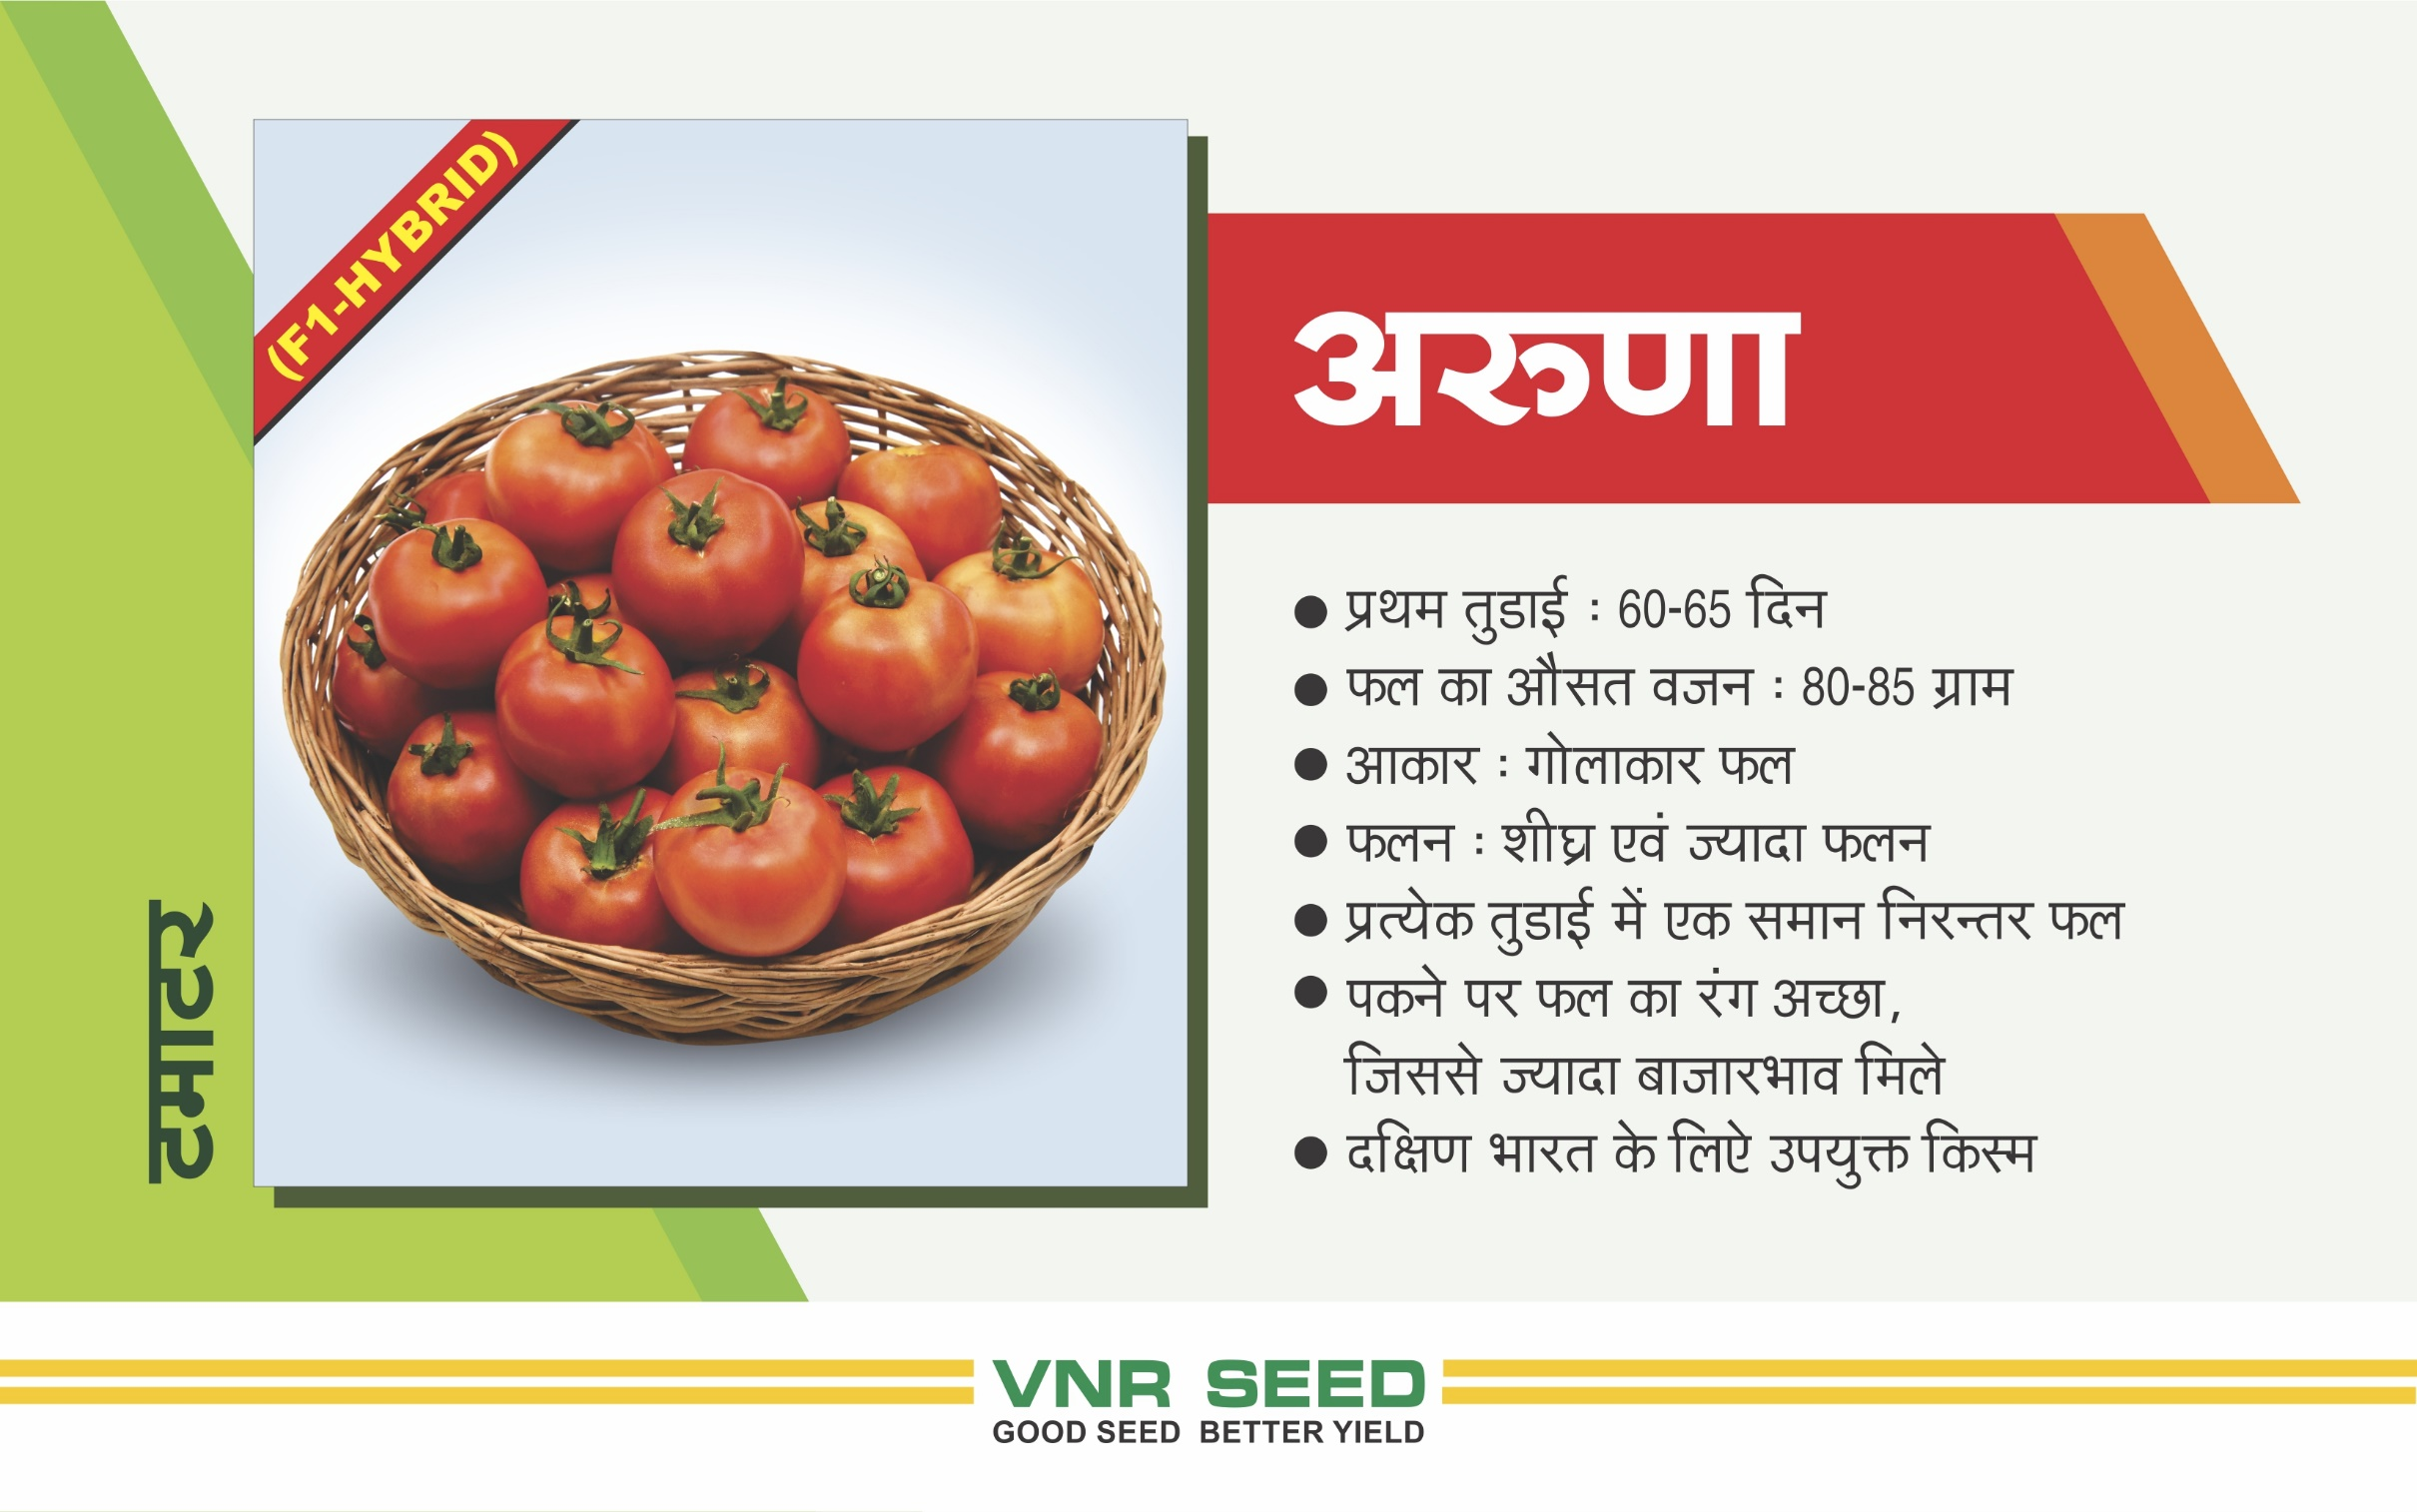 (F1-HYBRID))
टमाटर
अरुणा
● प्रथम तुडाई : 60-65 दिन
● फल का औसत वजन : 80-85 ग्राम
● आकार : गोलाकार फल
● फलन : शीघ्र एवं ज्यादा फलन
● प्रत्येक तुडाई में एक समान निरन्तर फल
● पकने पर फल का रंग अच्छा,
जिससे ज्यादा बाजारभाव मिले
● दक्षिण भारत के लिऐ उपयुक्त किस्म
VNR SEED
GOOD SEED BETTER YIELD